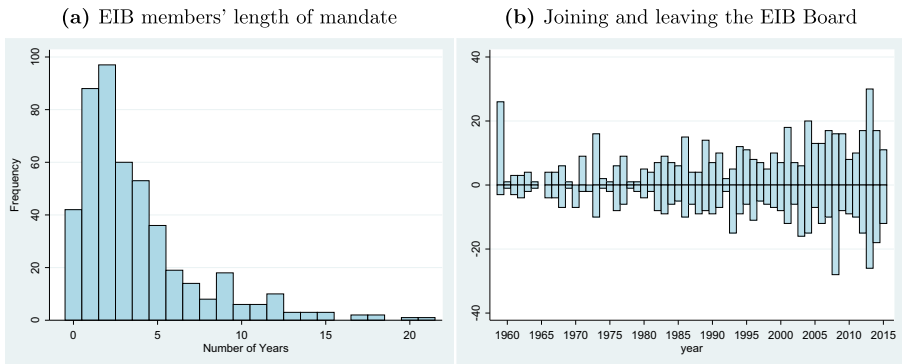 (a) EIB members' length of mandate
Frequency
100
80
60
40
20
0
0 5 10 15 20
Number of Years
(b) Joining and leaving the EIB Board
40
20
0
-20
-40
1960 1965 1970 1975 1980 1985 1990 1995 2000 2005 2010 2015
year